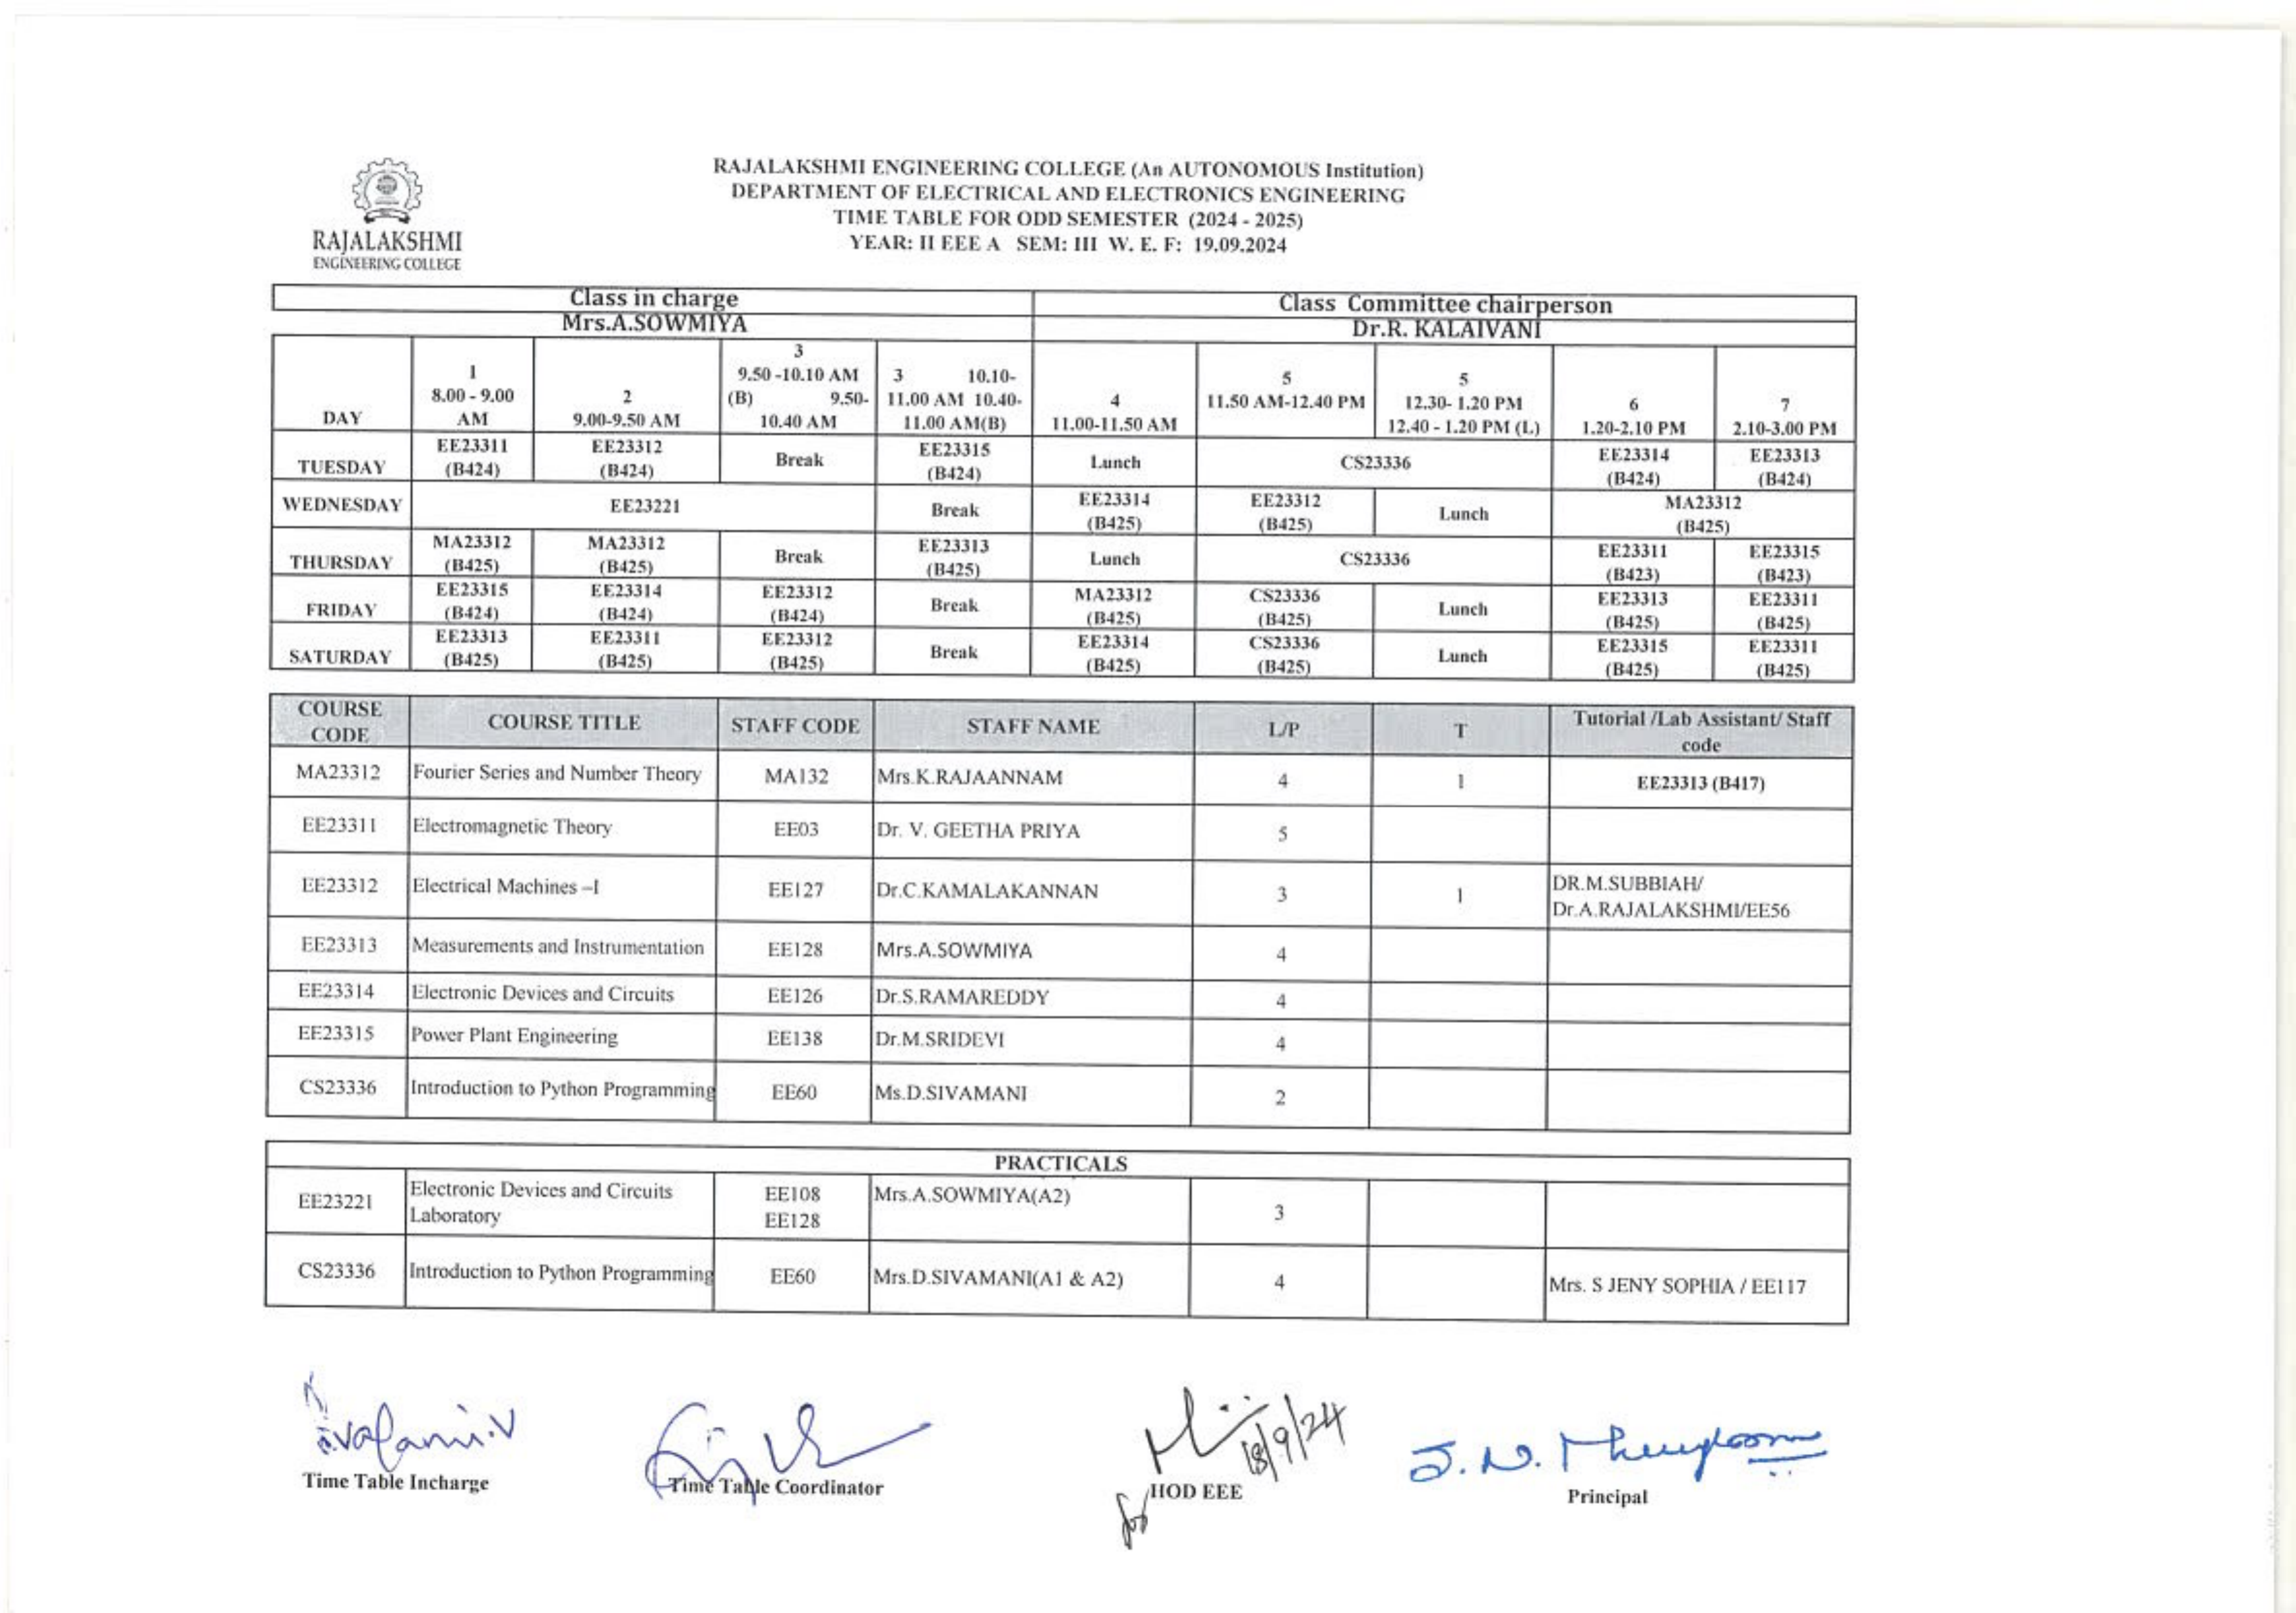 RAJALAKSHMI
ENGINEERING COLLEGE
RAJALAKSHMI ENGINEERING COLLEGE (An AUTONOMOUS Institution)
DEPARTMENT OF ELECTRICAL AND ELECTRONICS ENGINEERING
TIME TABLE FOR ODD SEMESTER (2024 - 2025)
YEAR: II EEE A SEM: III W. E. F: 19.09.2024
Class in charge Class Committee chairperson
Mrs.A.SOWMIYA Dr.R. KALAIVANI
DAY
1
8.00 - 9.00
AM
2
9.00-9.50 AM
3
9.50 -10.10 AM
(B) 9.50-
10.40 AM
3 10.10-
11.00 AM 10.40-
11.00 AM(B)
4
11.00-11.50 AM
5
11.50 AM-12.40 PM
5
12.30- 1.20 PM
12.40 - 1.20 PM (L)
6
1.20-2.10 PM
7
2.10-3.00 PM
TUESDAY EE23311 (B424) EE23312 (B424) Break EE23315 (B424) Lunch CS23336 EE23314 (B424) EE23313 (B424)
WEDNESDAY EE23221 Break EE23314 (B425) EE23312 (B425) Lunch MA23312 (B425)
THURSDAY MA23312 (B425) MA23312 (B425) Break EE23313 (B425) Lunch CS23336 EE23311 (B423) EE23315 (B423)
FRIDAY EE23315 (B424) EE23314 (B424) EE23312 (B424) Break MA23312 (B425) CS23336 (B425) Lunch EE23313 (B425) EE23311 (B425)
SATURDAY EE23313 (B425) EE23311 (B425) EE23312 (B425) Break EE23314 (B425) CS23336 (B425) Lunch EE23315 (B425) EE23311 (B425)
COURSE CODE COURSE TITLE STAFF CODE STAFF NAME L/P T Tutorial /Lab Assistant/ Staff code
MA23312 Fourier Series and Number Theory MA132 Mrs.K.RAJAANNAM 4 1 EE23313 (B417)
EE23311 Electromagnetic Theory EE03 Dr. V. GEETHA PRIYA 5
EE23312 Electrical Machines –I EE127 Dr.C.KAMALAKANNAN 3 1 DR.M.SUBBIAH/
Dr.A.RAJALAKSHMI/EE56
EE23313 Measurements and Instrumentation EE128 Mrs.A.SOWMIYA 4
EE23314 Electronic Devices and Circuits EE126 Dr.S.RAMAREDDY 4
EE23315 Power Plant Engineering EE138 Dr.M.SRIDEVI 4
CS23336 Introduction to Python Programming EE60 Ms.D.SIVAMANI 2
PRACTICALS
EE23221 Electronic Devices and Circuits Laboratory EE108 EE128 Mrs.A.SOWMIYA(A2) 3
CS23336 Introduction to Python Programming EE60 Mrs.D.SIVAMANI(A1 & A2) 4 Mrs. S JENY SOPHIA / EE117
18/9/24
Time Table Incharge
Time Table Coordinator
for HOD EEE
Principal